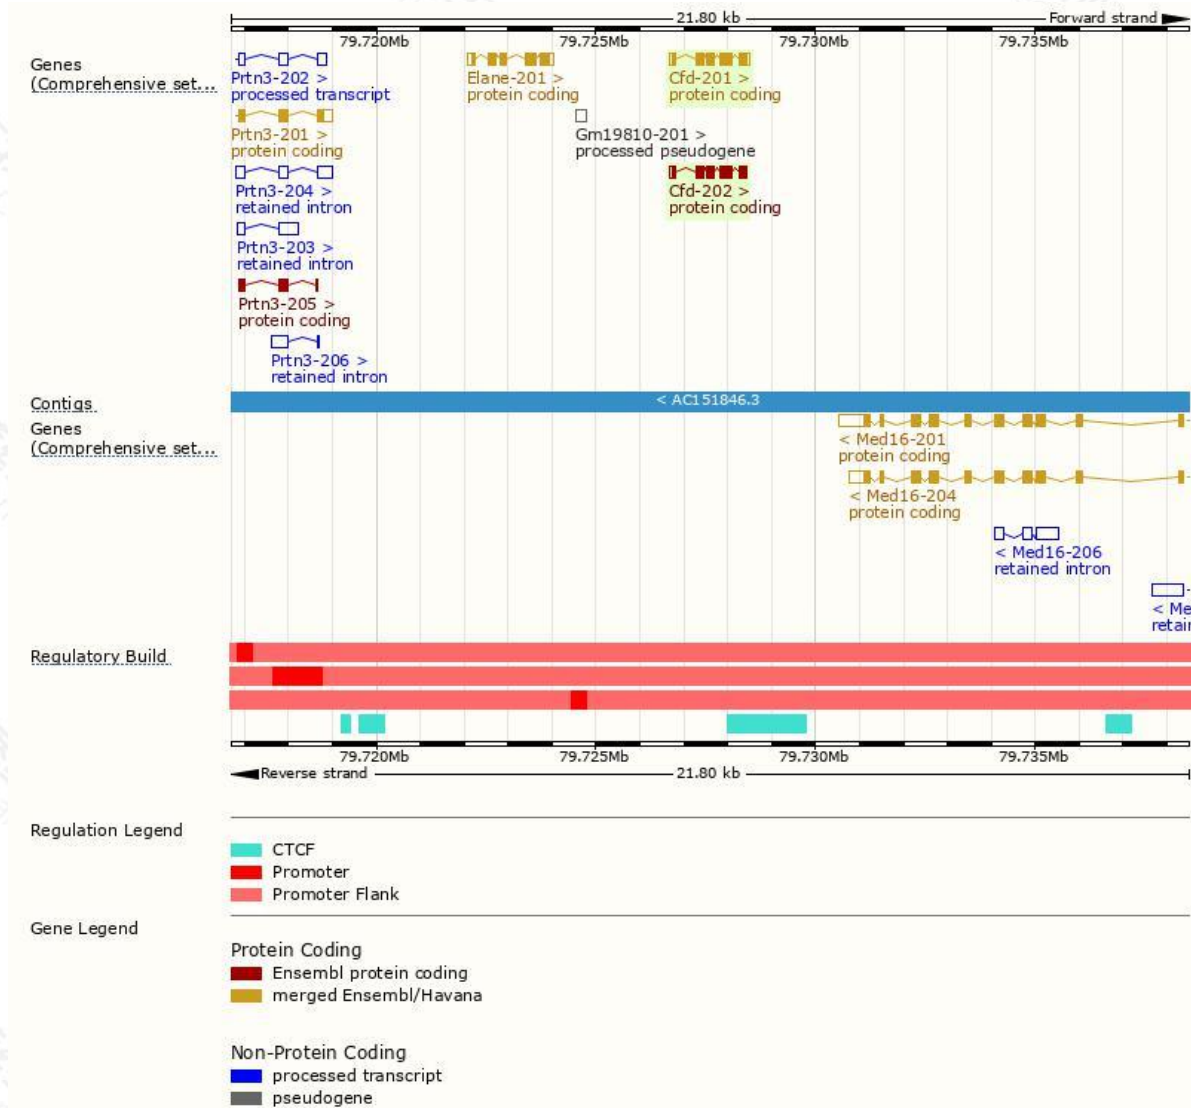 21.80 kb Forward strand
79.720Mb 79.725Mb 79.730Mb 79.735Mb
Genes
(Comprehensive set...
Prtn3-202 > Elane-201 > Cfd-201 >
processed transcript protein coding protein coding
Prtn3-201 > Gm19810-201 >
protein coding processed pseudogene
Prtn3-204 > Cfd-202 >
retained intron protein coding
Prtn3-203 >
retained intron
Prtn3-205 >
protein coding
Prtn3-206 >
retained intron
Contigs < AC151846.3
Genes
(Comprehensive set...
< Med16-201
protein coding
< Med16-204
protein coding
< Med16-206
retained intron
< Me
retair
Regulatory Build
79.720Mb 79.725Mb 79.730Mb 79.735Mb
Reverse strand 21.80 kb
Regulation Legend
CTCF
Promoter
Promoter Flank
Gene Legend
Protein Coding
Ensembl protein coding
merged Ensembl/Havana
Non-Protein Coding
processed transcript
pseudogene